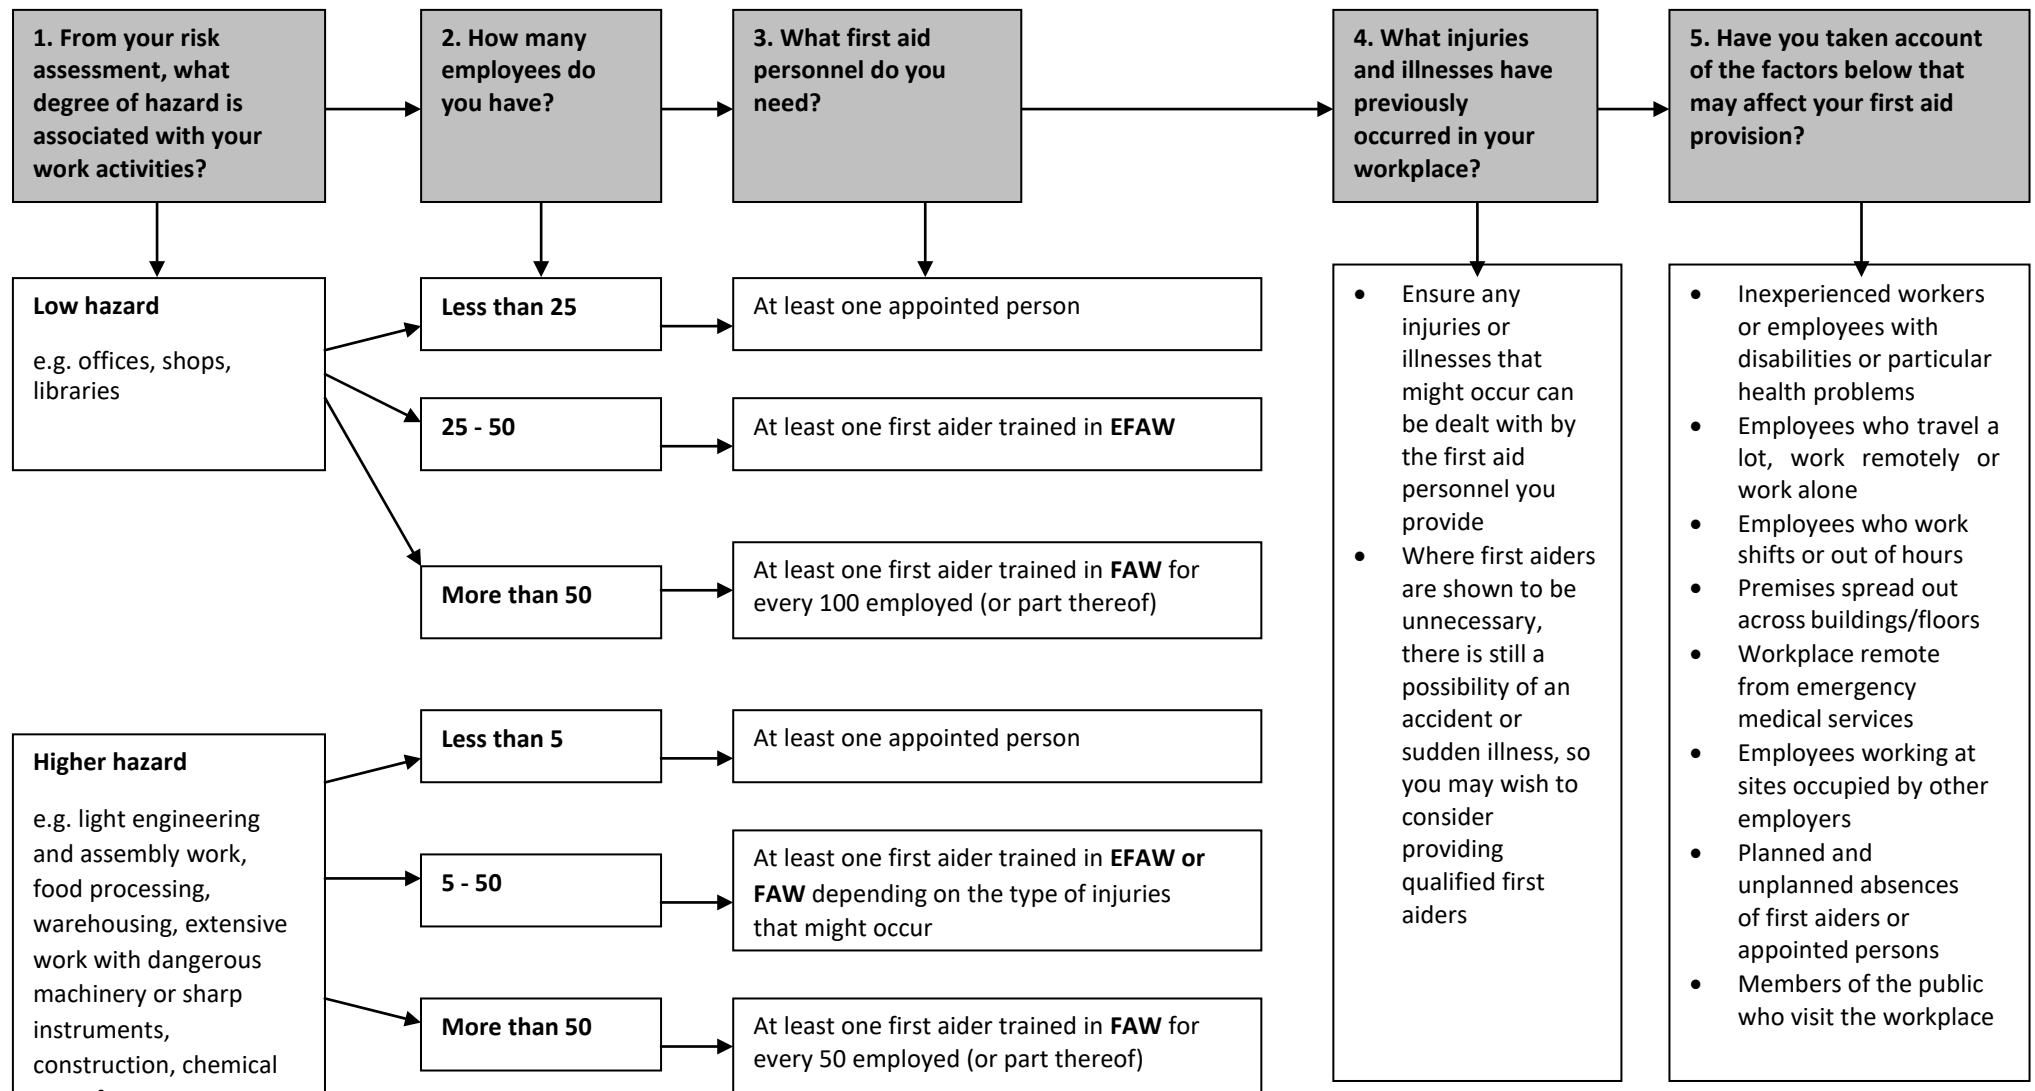 1. From your risk
assessment, what
degree of hazard is
associated with your
work activities?
2. How many
employees do
you have?
3. What first aid
personnel do you
need?
4. What injuries
and illnesses have
previously
occurred in your
workplace?
5. Have you taken account
of the factors below that
may affect your first aid
provision?
Low hazard
e.g. offices, shops,
libraries
Less than 25
At least one appointed person
25 - 50
At least one first aider trained in EFAW
More than 50
At least one first aider trained in FAW for
every 100 employed (or part thereof)
Higher hazard
e.g. light engineering
and assembly work,
food processing,
warehousing, extensive
work with dangerous
machinery or sharp
instruments,
construction, chemical
Less than 5
At least one appointed person
5 - 50
At least one first aider trained in EFAW or
FAW depending on the type of injuries
that might occur
More than 50
At least one first aider trained in FAW for
every 50 employed (or part thereof)
• Ensure any
injuries or
illnesses that
might occur can
be dealt with by
the first aid
personnel you
provide
• Where first aiders
are shown to be
unnecessary,
there is still a
possibility of an
accident or
sudden illness, so
you may wish to
consider
providing
qualified first
aiders
• Inexperienced workers
or employees with
disabilities or particular
health problems
• Employees who travel a
lot, work remotely or
work alone
• Employees who work
shifts or out of hours
• Premises spread out
across buildings/floors
• Workplace remote
from emergency
medical services
• Employees working at
sites occupied by other
employers
• Planned and
unplanned absences
of first aiders or
appointed persons
• Members of the public
who visit the workplace